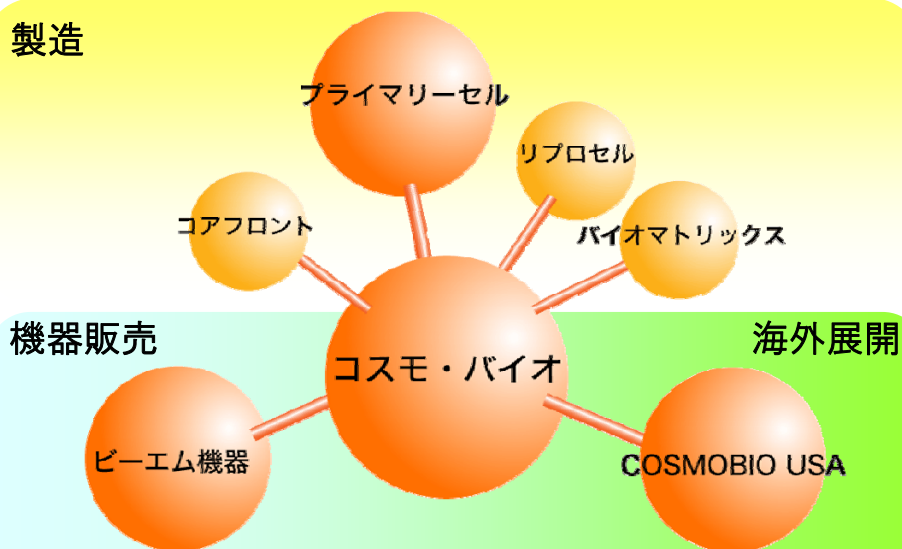 製造
プライマリーセル
リプロセル
コアフロント
バイオマトリックス
機器販売
海外展開
コスモ・バイオ
ビーエム機器
COSMOBIO USA